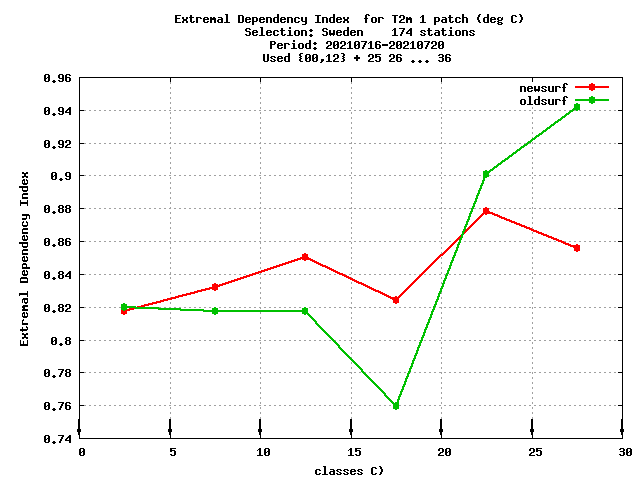 Extremal Dependency Index  for T2m 1 patch (deg C)
Selection: Sweden    174 stations
Period: 20210716-20210720
Used {00,12} + 25 26 ... 36
newsurf
oldsurf
Extremal Dependency Index
0.96
0.94
0.92
0.9
0.88
0.86
0.84
0.82
0.8
0.78
0.76
0.74
0 5 10 15 20 25 30
classes C)